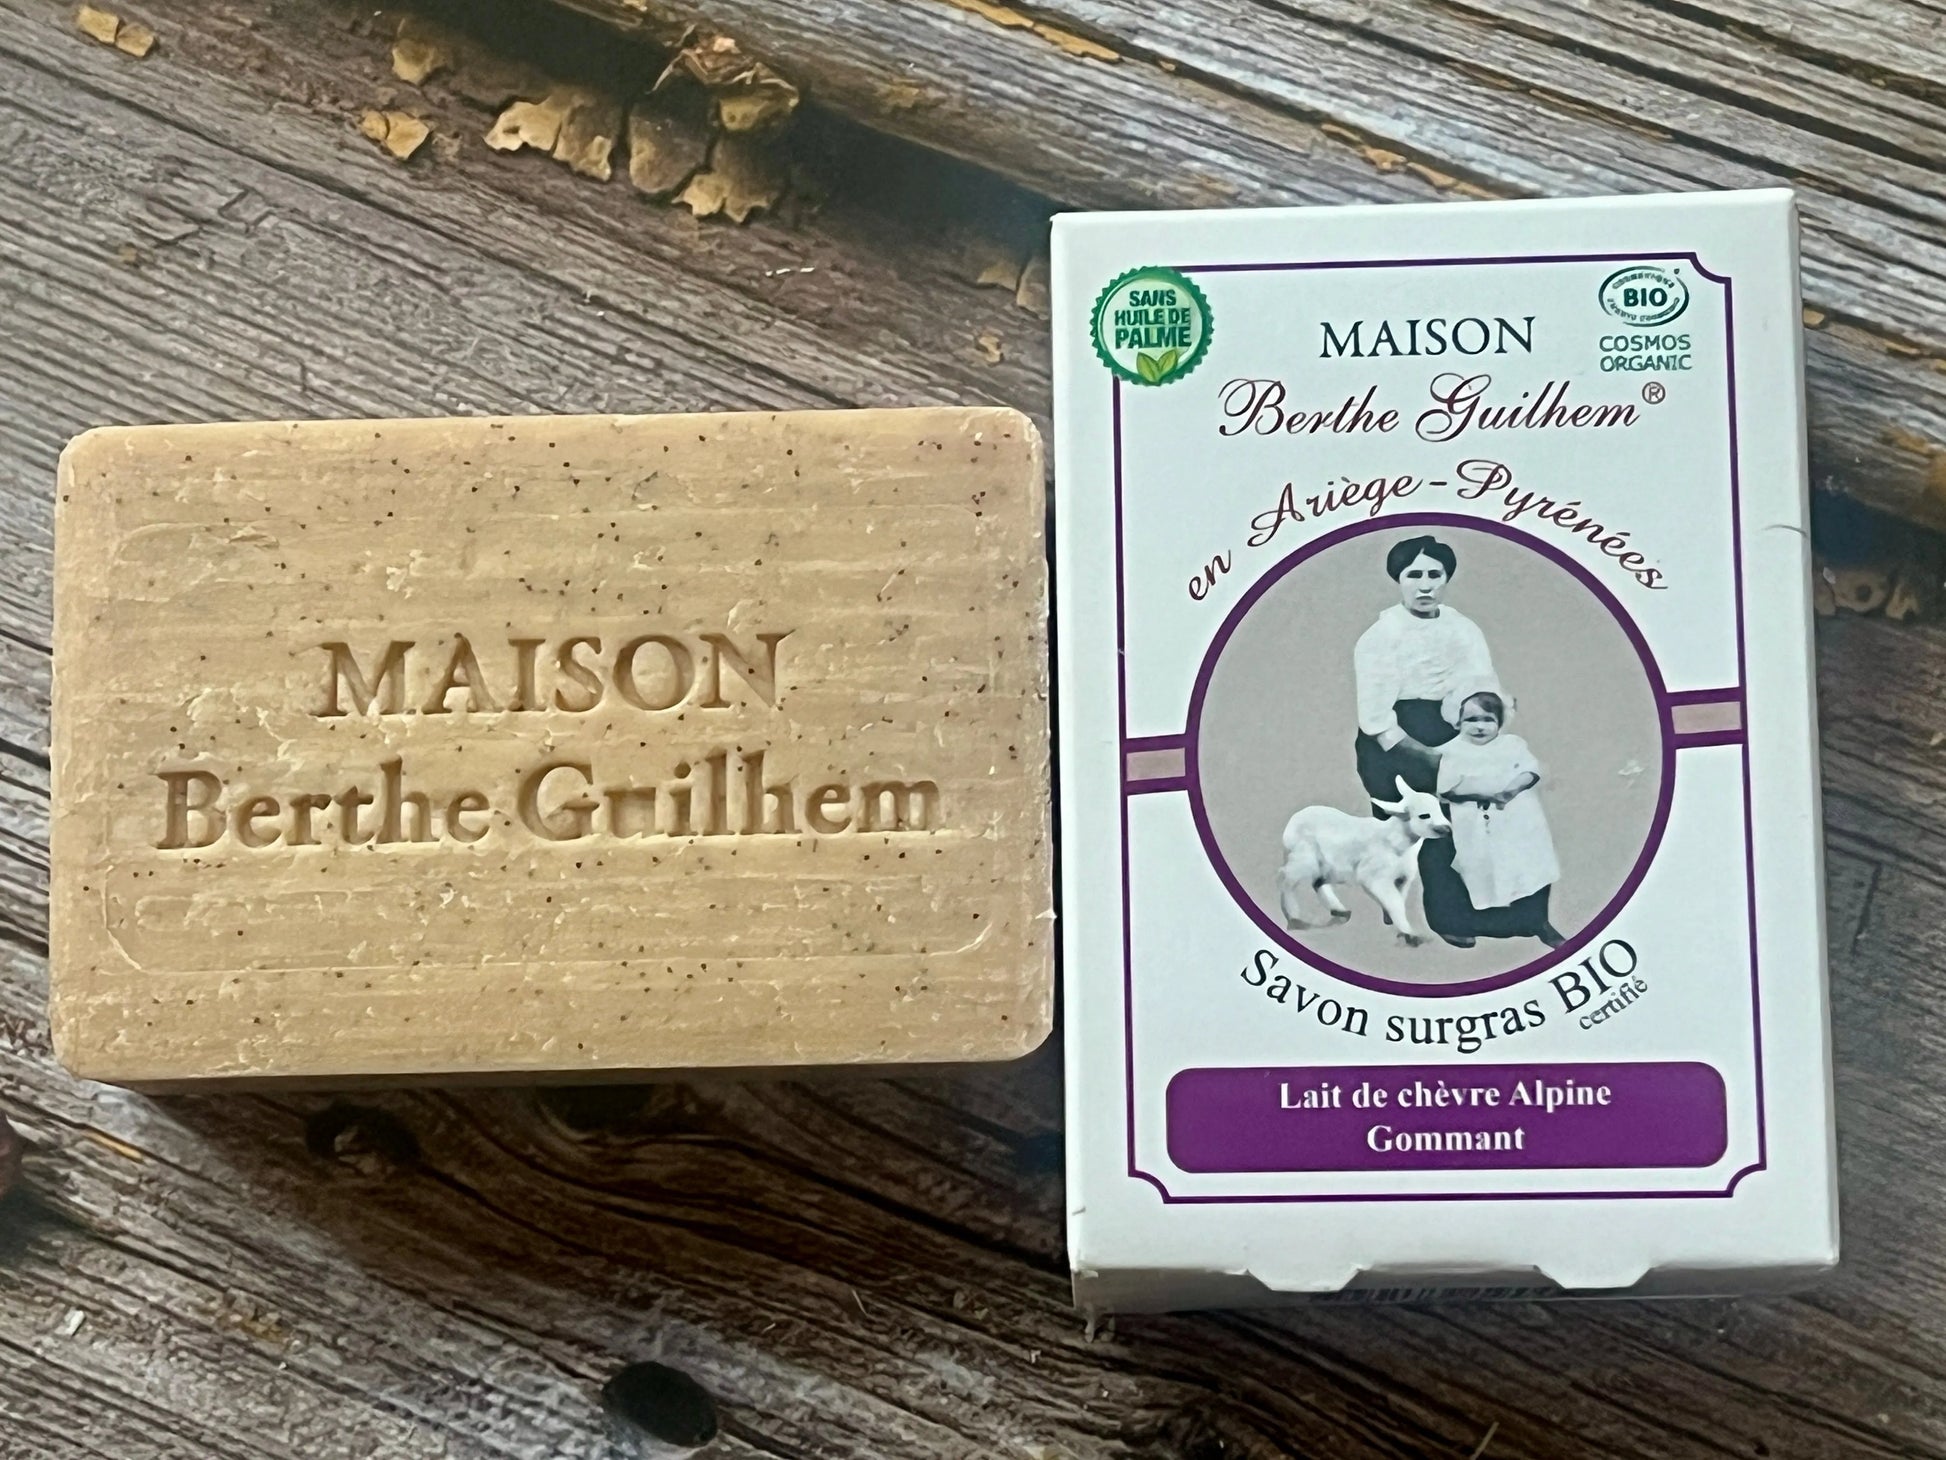 MAISON
Berthe Guilhem
SANS
HUILE DE
PALME
BIO
COSMOS
ORGANIC
MAISON
Berthe Guilhem®
en Ariège-Pyrénées
Savon surgras BIO
certifié
Lait de chèvre Alpine
Gommant